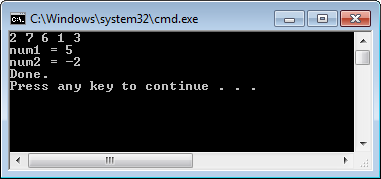 C:\Windows\system32\cmd.exe
2 7 6 1 3
num1 = 5
num2 = -2
Done.
Press any key to continue . . .